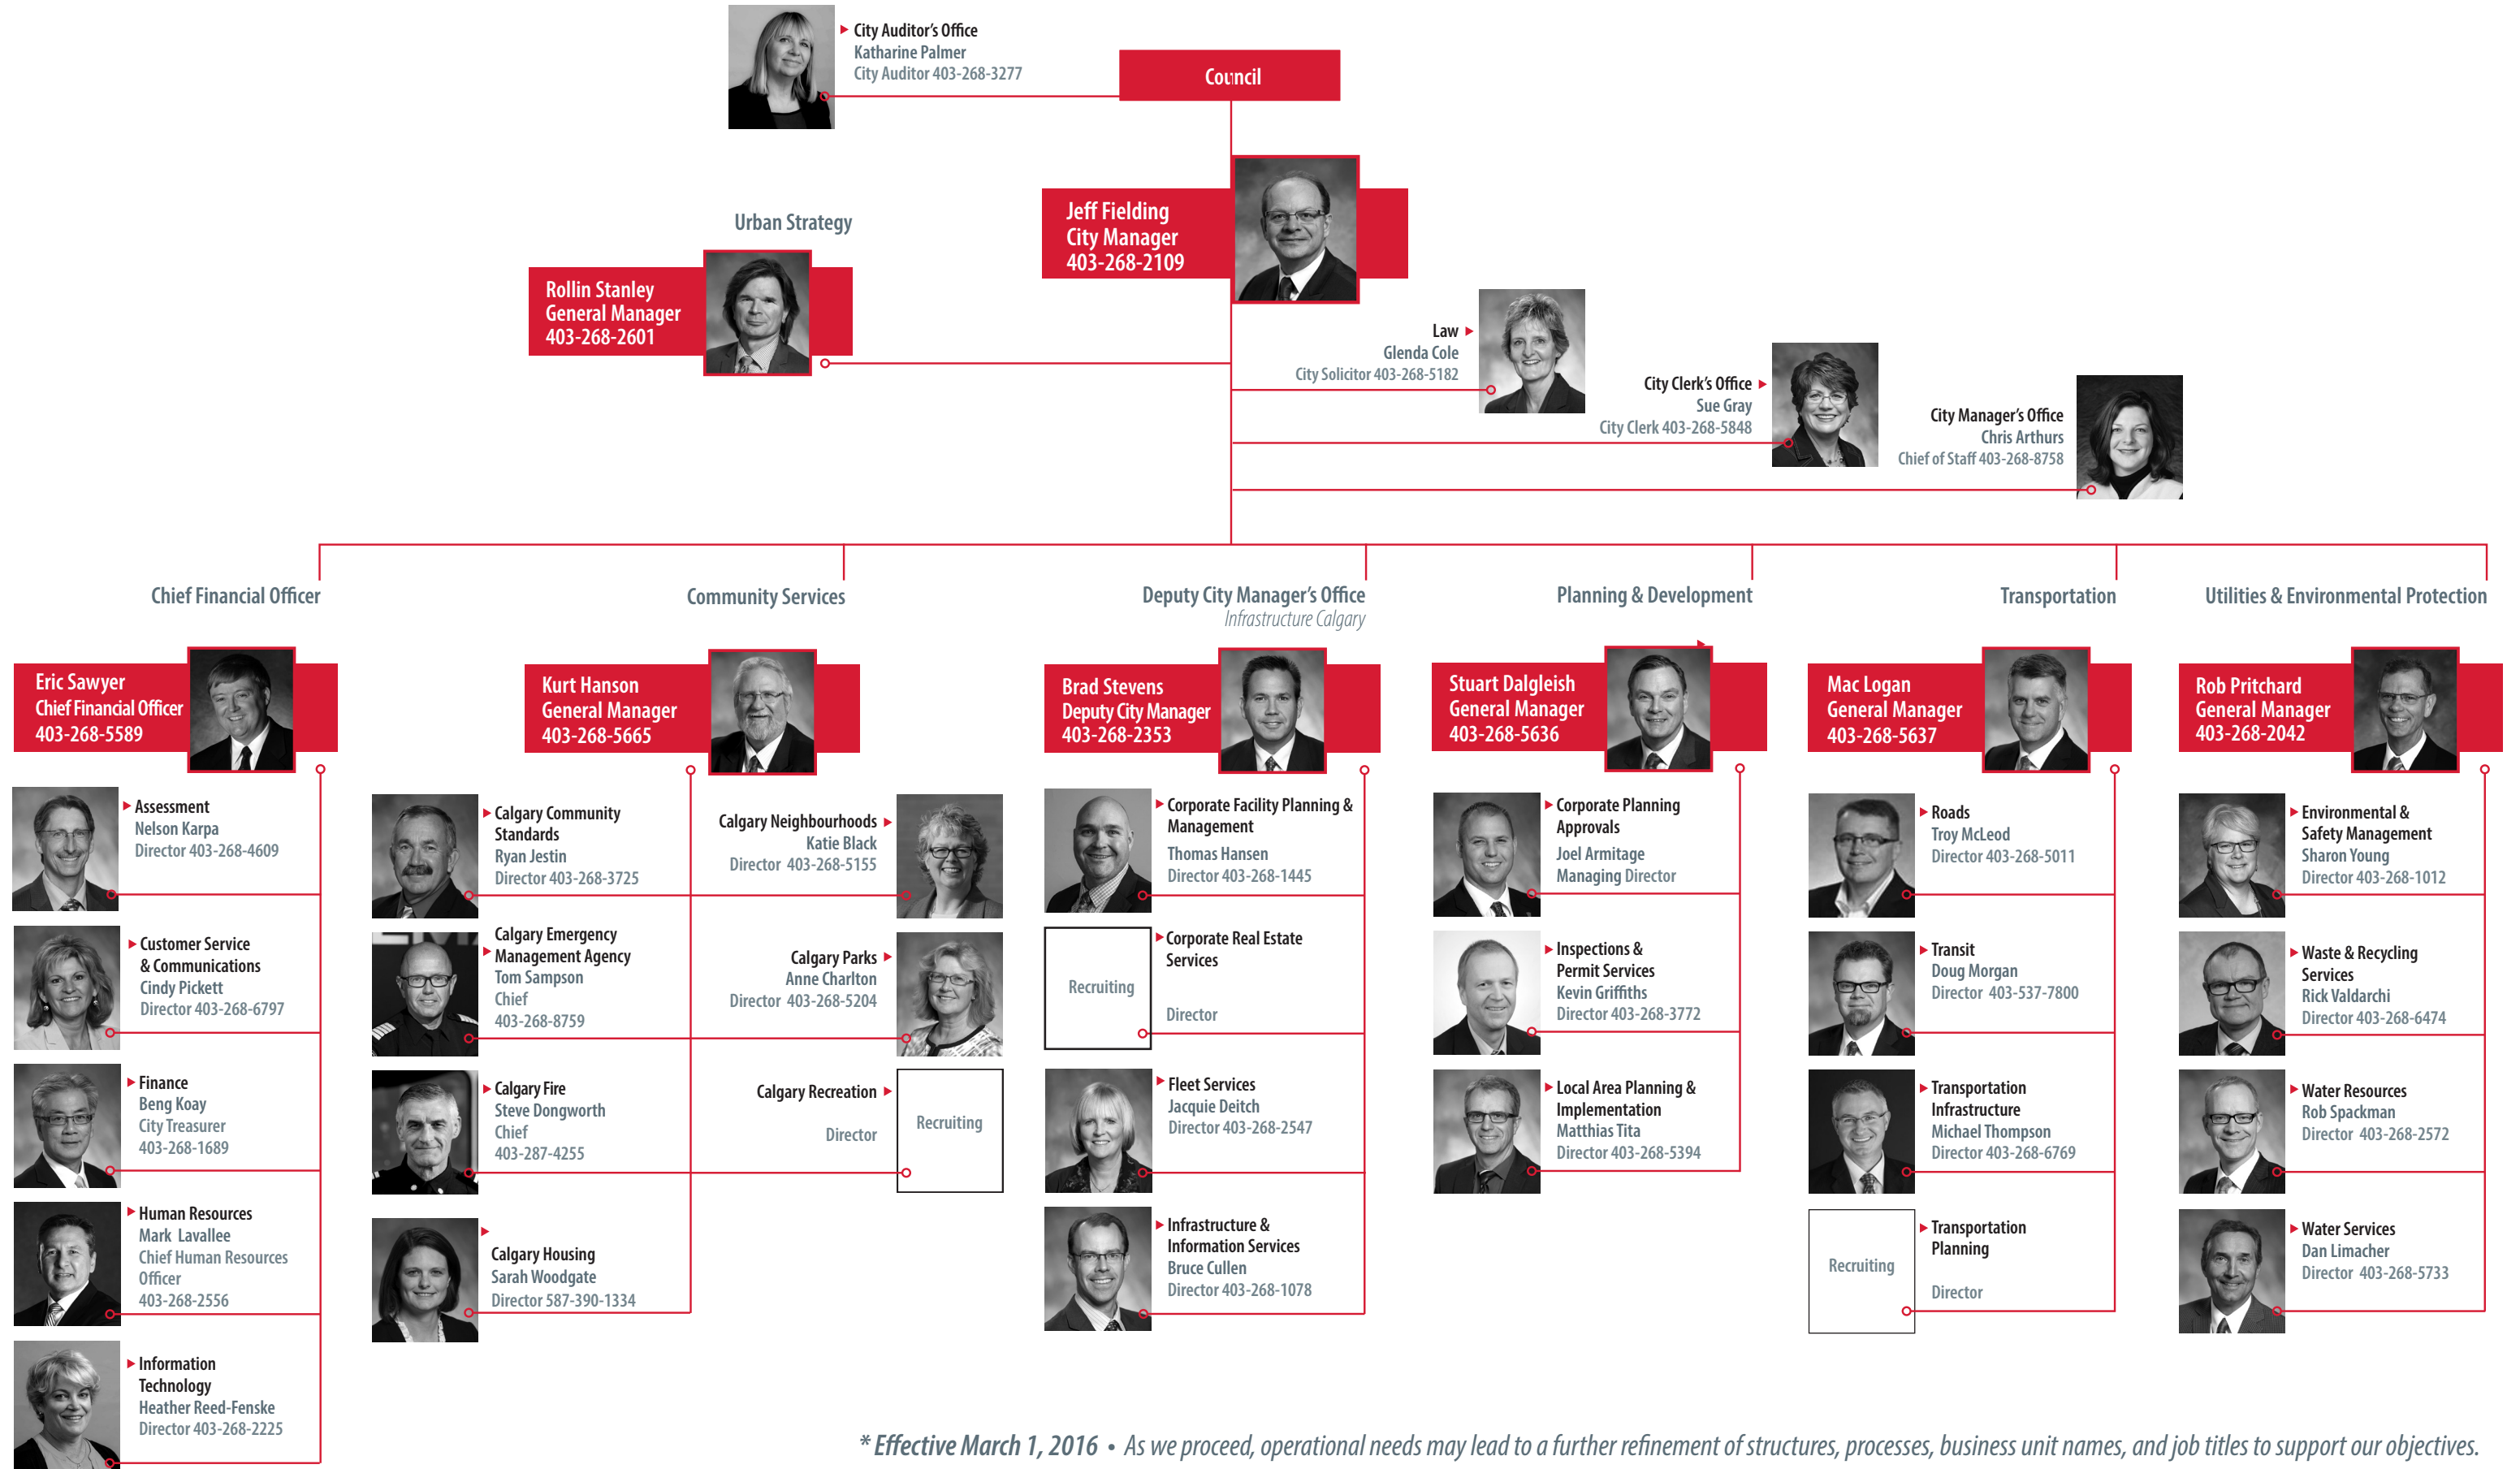 City Auditor's Office
Katharine Palmer
City Auditor 403-268-3277
Council
Jeff Fielding
City Manager
403-268-2109
Urban Strategy
Rollin Stanley
General Manager
403-268-2601
Law
Glenda Cole
City Solicitor 403-268-5182
City Clerk's Office
Sue Gray
City Clerk 403-268-5848
City Manager's Office
Chris Arthurs
Chief of Staff 403-268-8758
Chief Financial Officer
Eric Sawyer
Chief Financial Officer
403-268-5589
Assessment
Nelson Karpa
Director 403-268-4609
Customer Service
& Communications
Cindy Pickett
Director 403-268-6797
Finance
Beng Koay
City Treasurer
403-268-1689
Human Resources
Mark Lavallee
Chief Human Resources
Officer
403-268-2556
Information
Technology
Heather Reed-Fenske
Director 403-268-2225
Community Services
Kurt Hanson
General Manager
403-268-5665
Calgary Community
Standards
Ryan Jestin
Director 403-268-3725
Calgary Emergency
Management Agency
Tom Sampson
Chief
403-268-8759
Calgary Fire
Steve Dongworth
Chief
403-287-4255
Calgary Housing
Sarah Woodgate
Director 587-390-1334
Calgary Neighbourhoods
Katie Black
Director 403-268-5155
Calgary Parks
Anne Charlton
Director 403-268-5204
Calgary Recreation
Director
Recruiting
Deputy City Manager's Office
Infrastructure Calgary
Brad Stevens
Deputy City Manager
403-268-2353
Corporate Facility Planning &
Management
Thomas Hansen
Director 403-268-1445
Corporate Real Estate
Services
Director
Recruiting
Fleet Services
Jacquie Deitch
Director 403-268-2547
Infrastructure &
Information Services
Bruce Cullen
Director 403-268-1078
Planning & Development
Stuart Dalgleish
General Manager
403-268-5636
Corporate Planning
Approvals
Joel Armitage
Managing Director
Inspections &
Permit Services
Kevin Griffiths
Director 403-268-3772
Local Area Planning &
Implementation
Matthias Tita
Director 403-268-5394
Transportation
Mac Logan
General Manager
403-268-5637
Roads
Troy McLeod
Director 403-268-5011
Transit
Doug Morgan
Director 403-537-7800
Transportation
Infrastructure
Michael Thompson
Director 403-268-6769
Transportation
Planning
Director
Recruiting
Utilities & Environmental Protection
Rob Pritchard
General Manager
403-268-2042
Environmental &
Safety Management
Sharon Young
Director 403-268-1012
Waste & Recycling
Services
Rick Valdarchi
Director 403-268-6474
Water Resources
Rob Spackman
Director 403-268-2572
Water Services
Dan Limacher
Director 403-268-5733
* Effective March 1, 2016 • As we proceed, operational needs may lead to a further refinement of structures, processes, business unit names, and job titles to support our objectives.